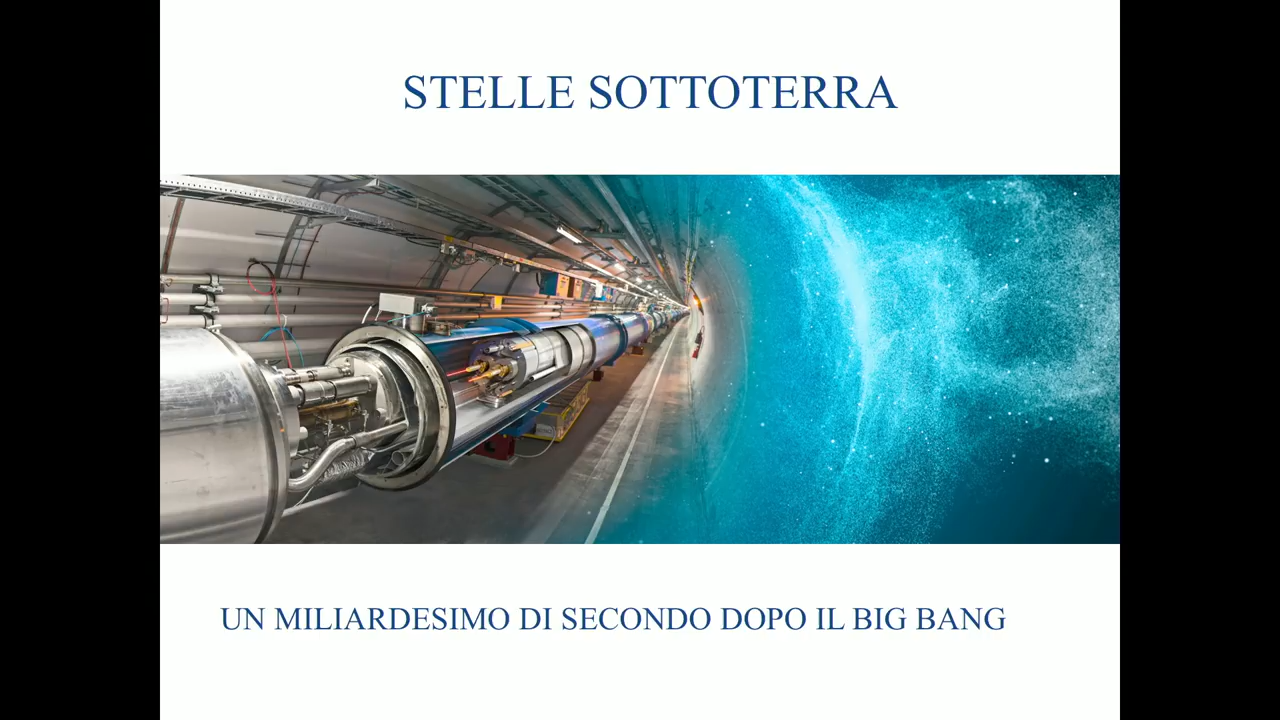 STELLE SOTTOTERRA
UN MILIARDESIMO DI SECONDO DOPO IL BIG BANG